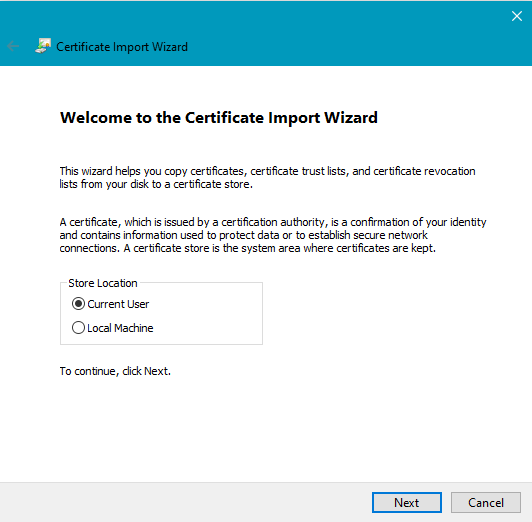 Certificate Import Wizard
Welcome to the Certificate Import Wizard
This wizard helps you copy certificates, certificate trust lists, and certificate revocation
lists from your disk to a certificate store.
A certificate, which is issued by a certification authority, is a confirmation of your identity
and contains information used to protect data or to establish secure network
connections. A certificate store is the system area where certificates are kept.
Store Location
Current User
Local Machine
To continue, click Next.
Next
Cancel